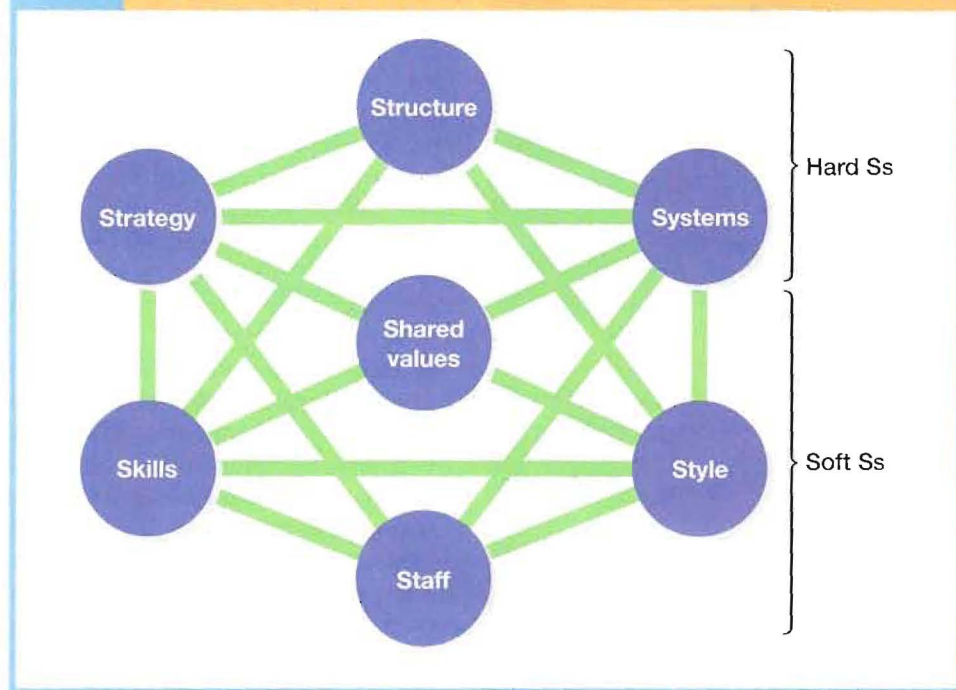 Structure
Hard Ss
Strategy
Systems
Shared
values
Skills
Style
Soft Ss
Staff